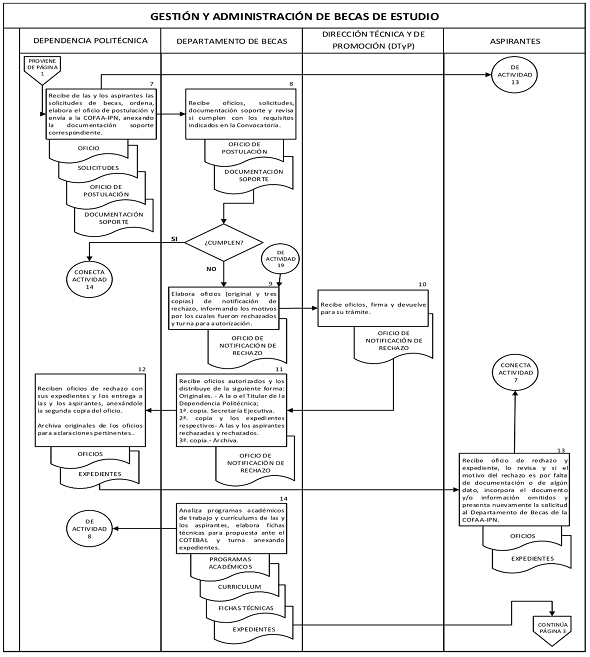 GESTIÓN Y ADMINISTRACIÓN DE BECAS DE ESTUDIO
DEPENDENCIA POLITÉCNICA
DEPARTAMENTO DE BECAS
DIRECCIÓN TÉCNICA Y DE
PROMOCIÓN (DTyP)
ASPIRANTES
PROVIENE
DE PÁGINA
1
7
Recibe de las y los aspirantes las
solicitudes de becas, ordena,
elabora el oficio de postulación y
envía a la COFAA-IPN, anexando
la documentación soporte
correspondiente.
OFICIO
SOLICITUDES
OFICIO DE
POSTULACIÓN
DOCUMENTACIÓN
SOPORTE
8
Recibe oficios, solicitudes,
documentación soporte y revisa
si cumplen con los requisitos
indicados en la Convocatoria.
OFICIO DE
POSTULACIÓN
DOCUMENTACIÓN
SOPORTE
DE
ACTIVIDAD
13
¿CUMPLEN?
SI
NO
CONECTA
ACTIVIDAD
14
DE
ACTIVIDAD
19
9
Elabora oficios (original y tres
copias) de notificación de
rechazo, informando los motivos
por los cuales fueron rechazados
y turna para autorización.
OFICIO DE
NOTIFICACIÓN DE
RECHAZO
10
Recibe oficios, firma y devuelve
para su trámite.
OFICIO DE
NOTIFICACIÓN DE
RECHAZO
11
Recibe oficios autorizados y los
distribuye de la siguiente forma:
Originales. - A la o el Titular de la
Dependencia Politécnica;
1ª. copia. Secretaría Ejecutiva.
2ª. copia y los expedientes
respectivos- A las y los aspirantes
rechazadas y rechazados.
3ª. copia.- Archivo.
OFICIO DE
NOTIFICACIÓN DE
RECHAZO
12
Reciben oficios de rechazo con
sus expedientes y los entrega a
las y los aspirantes, anexándole
la segunda copia del oficio.
Archiva originales de los oficios
para aclaraciones pertinentes..
OFICIOS
EXPEDIENTES
CONECTA
ACTIVIDAD
7
13
Recibe oficio de rechazo y
expediente, lo revisa y si el
motivo del rechazo es por falta
de documentación o de algún
dato, incorpora el documento
y/o información omitidos y
presenta nuevamente la solicitud
al Departamento de Becas de la
COFAA-IPN.
OFICIOS
EXPEDIENTES
14
Analiza programas académicos
de trabajo y currículums de las y
los aspirantes, elabora fichas
técnicas para propuesta ante el
COTEBAL y turna anexando
expedientes.
PROGRAMAS
ACADÉMICOS
CURRICULUM
FICHAS TÉCNICAS
EXPEDIENTES
DE
ACTIVIDAD
8
CONTINÚA
PÁGINA 3